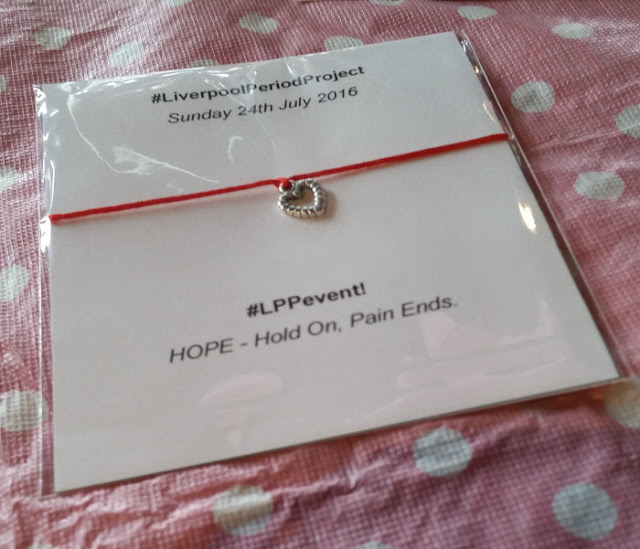 #LiverpoolPeriodProject
Sunday 24th July 2016
#LPPevent!
HOPE - Hold On, Pain Ends.